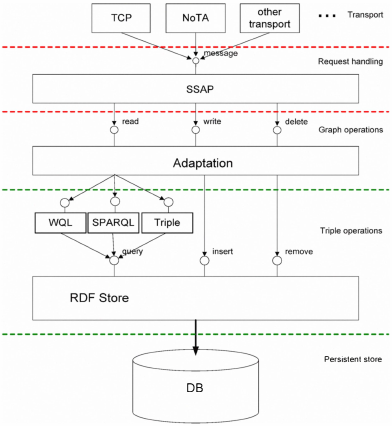 TCP
NoTA
other
transport
...
Transport
message
Request handling
SSAP
read
write
delete
Graph operations
Adaptation
WQL
SPARQL
Triple
Triple operations
query
insert
remove
RDF Store
Persistent store
DB